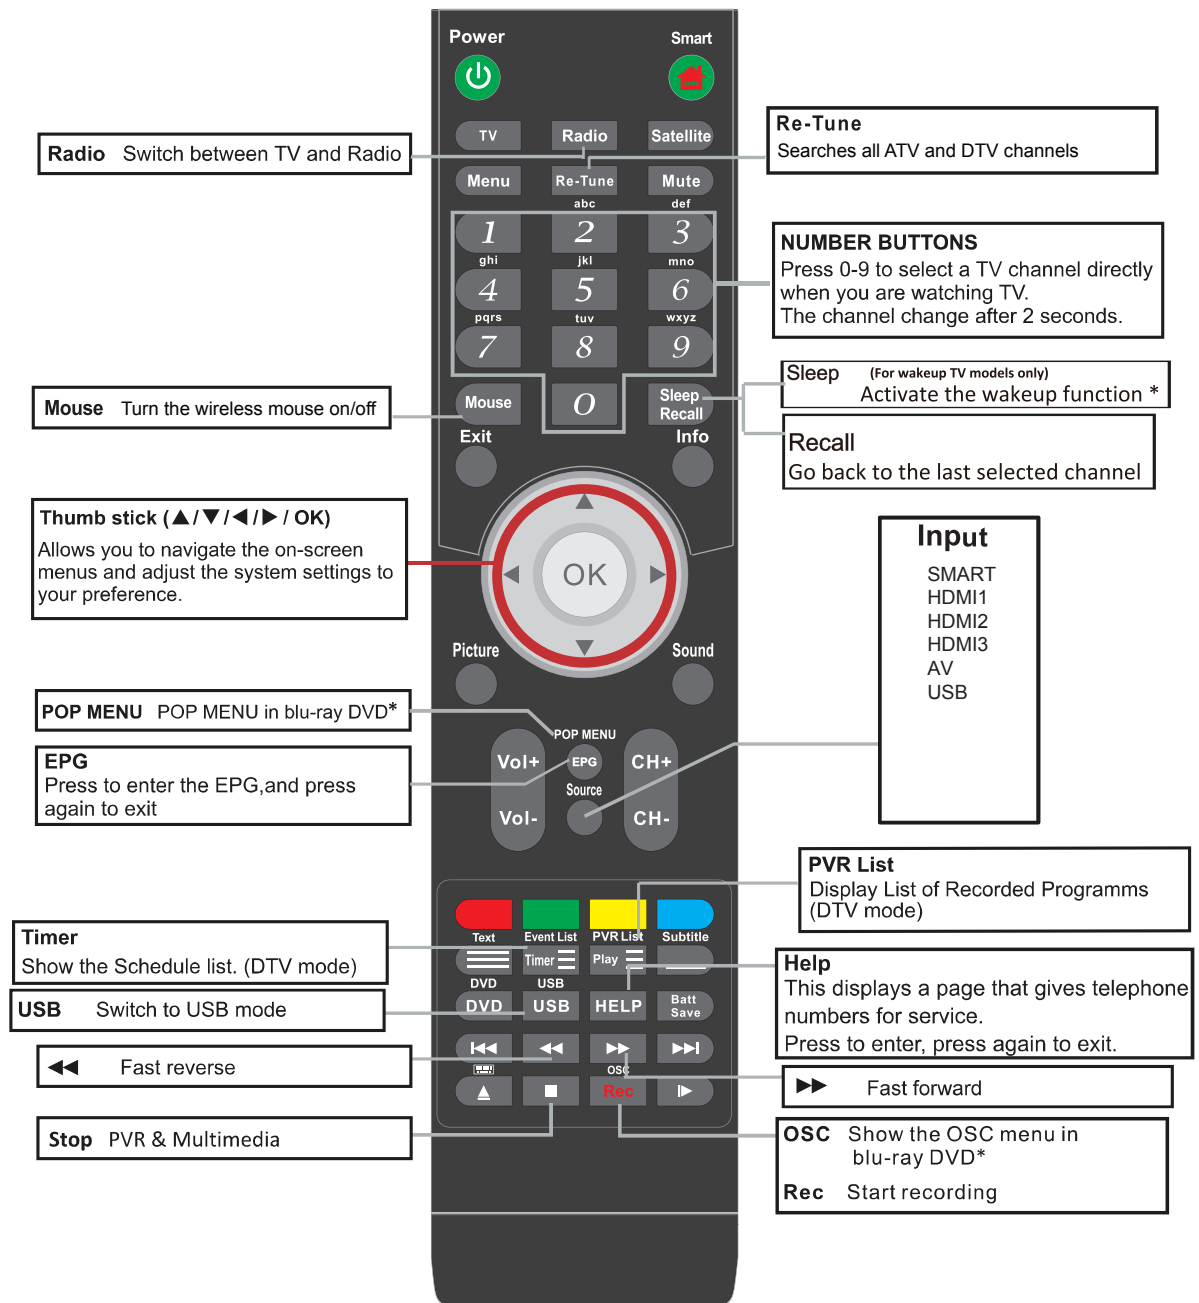 Power
Smart
TV
Radio
Satellite
Menu
Re-Tune
Mute
abc
def
1
2
3
ghi
jkl
mno
4
5
6
pqrs
tuv
wxyz
7
8
9
Mouse
0
Sleep
Recall
Exit
Info
OK
Picture
Sound
POP MENU
Vol+
EPG
CH+
Source
Vol-
CH-
Text
Event List
PVR List
Subtitle
Timer
Play
DVD
USB
DVD
USB
HELP
Batt
Save
OSC
Rec
Radio Switch between TV and Radio
Mouse Turn the wireless mouse on/off
Thumb stick (▲/▼/◀/▶ / OK)
Allows you to navigate the on-screen
menus and adjust the system settings to
your preference.
POP MENU POP MENU in blu-ray DVD*
EPG
Press to enter the EPG,and press
again to exit
Timer
Show the Schedule list. (DTV mode)
USB Switch to USB mode
◀◀ Fast reverse
Stop PVR & Multimedia
Re-Tune
Searches all ATV and DTV channels
NUMBER BUTTONS
Press 0-9 to select a TV channel directly
when you are watching TV.
The channel change after 2 seconds.
Sleep (For wakeup TV models only)
Activate the wakeup function *
Recall
Go back to the last selected channel
Input
SMART
HDMI1
HDMI2
HDMI3
AV
USB
PVR List
Display List of Recorded Programms
(DTV mode)
Help
This displays a page that gives telephone
numbers for service.
Press to enter, press again to exit.
▶▶ Fast forward
OSC Show the OSC menu in
blu-ray DVD*
Rec Start recording